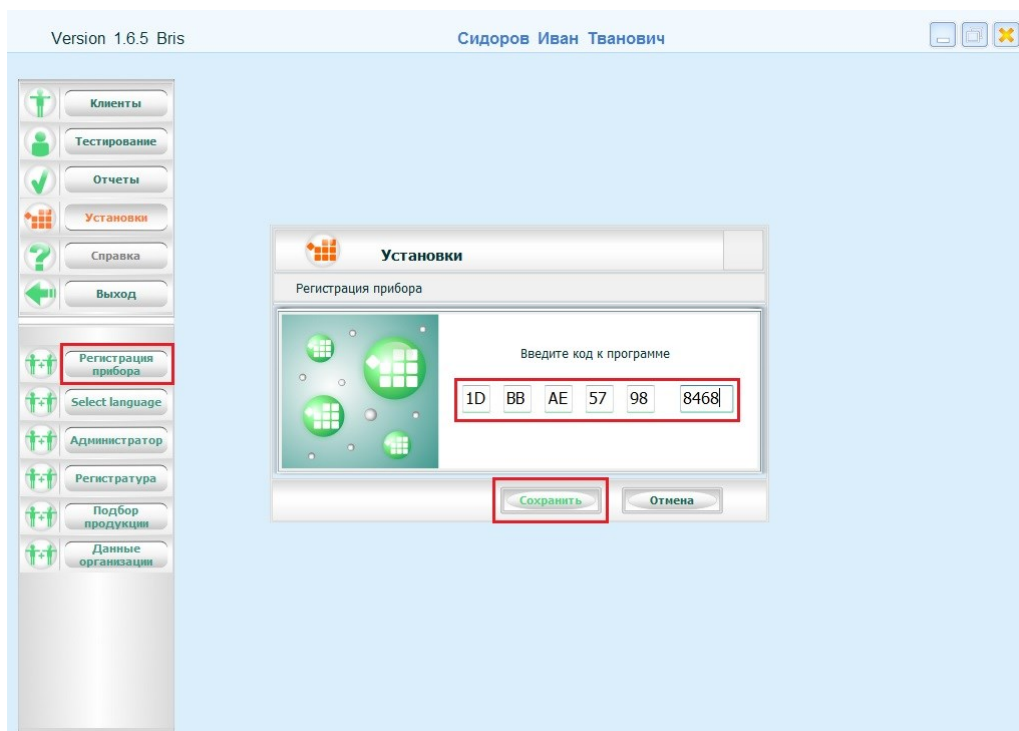 Version 1.6.5 Bris
Сидоров Иван Тванович
Клиенты
Тестирование
Отчеты
Установки
Справка
Выход
Регистрация
прибора
Select language
Администратор
Регистратура
Подбор
продукции
Данные
организации
Установки
Регистрация прибора
Введите код к программе
1D BB AE 57 98 8468
Сохранить Отмена